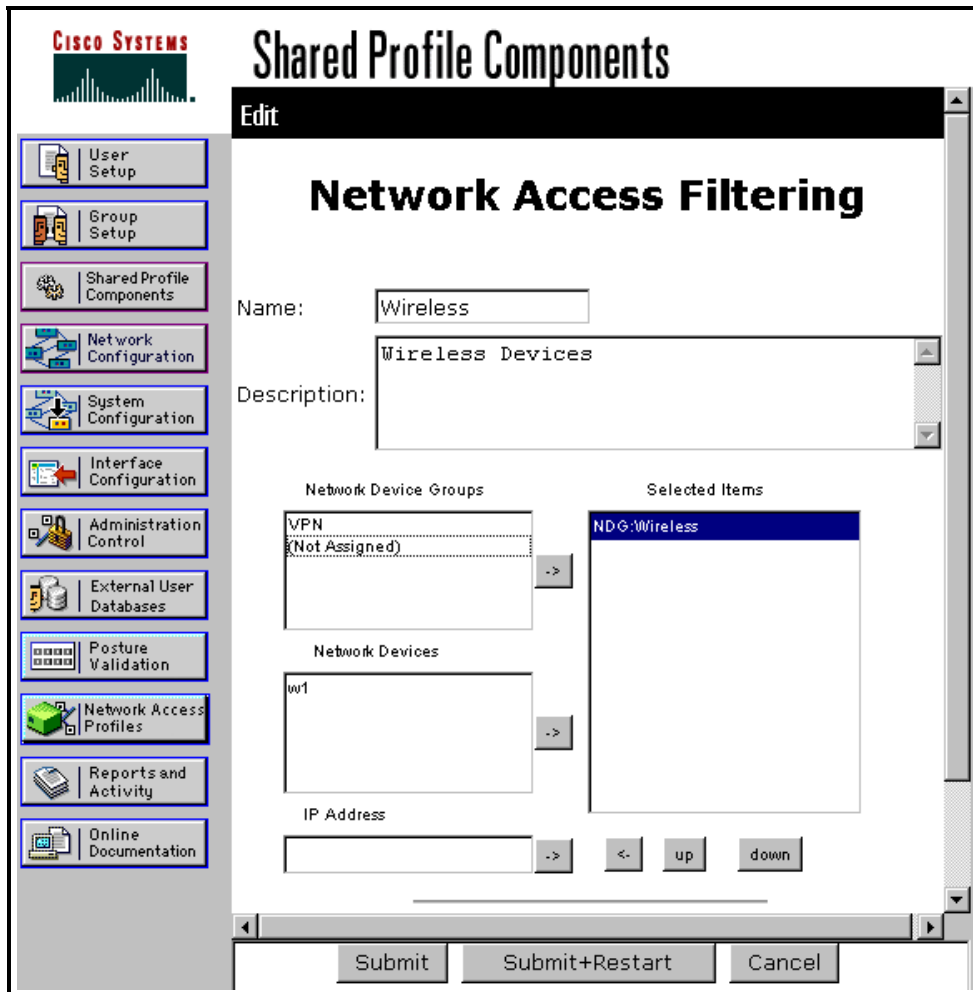 CISCO SYSTEMS
Shared Profile Components
Edit
User
Setup
Group
Setup
Shared Profile
Components
Network
Configuration
System
Configuration
Interface
Configuration
Administration
Control
External User
Databases
Posture
Validation
Network Access
Profiles
Reports and
Activity
Online
Documentation
Network Access Filtering
Name:
Wireless
Description:
Wireless Devices
Network Device Groups
Selected Items
VPN
(Not Assigned)
->
NDG:Wireless
Network Devices
w1
->
IP Address
->
<-
up
down
Submit
Submit+Restart
Cancel